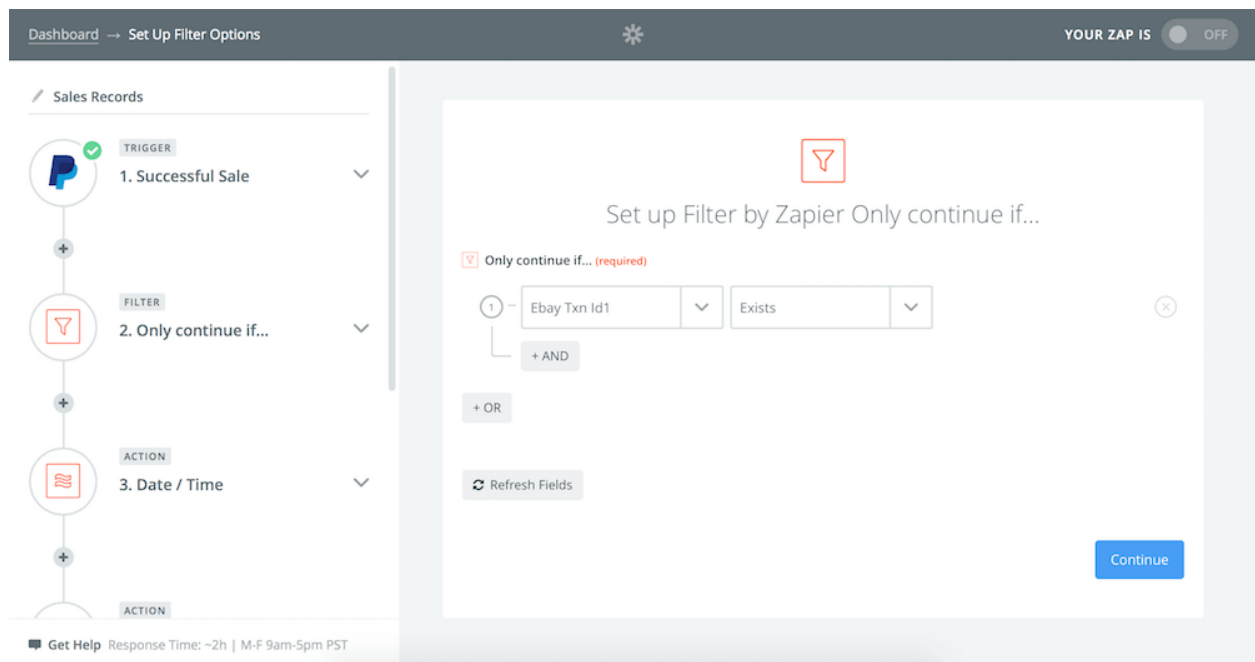 Dashboard → Set Up Filter Options
YOUR ZAP IS OFF
Sales Records
TRIGGER
1. Successful Sale
FILTER
2. Only continue if...
ACTION
3. Date / Time
ACTION
Get Help Response Time: ~2h | M-F 9am-5pm PST
Set up Filter by Zapier Only continue if...
Only continue if... (required)
1 Ebay Txn Id1 Exists
+ AND
+ OR
Refresh Fields
Continue